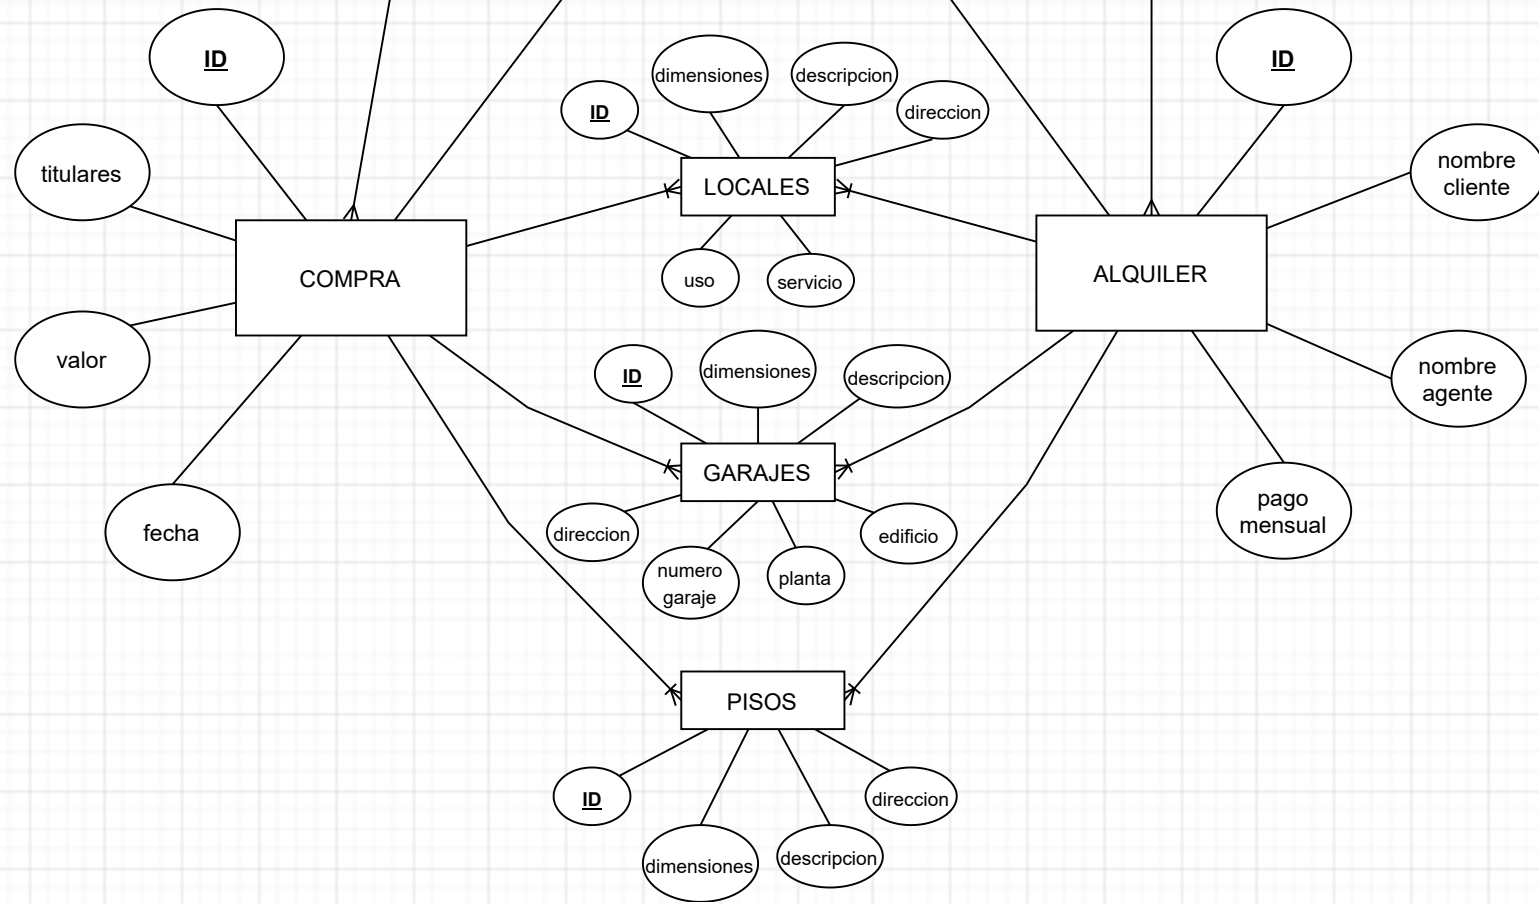 ID
ID
dimensiones
descripcion
ID
direccion
titulares
nombre
cliente
LOCALES
COMPRA
ALQUILER
uso
servicio
valor
ID
dimensiones
descripcion
nombre
agente
GARAJES
fecha
direccion
edificio
numero
garaje
planta
pago
mensual
PISOS
ID
direccion
dimensiones
descripcion